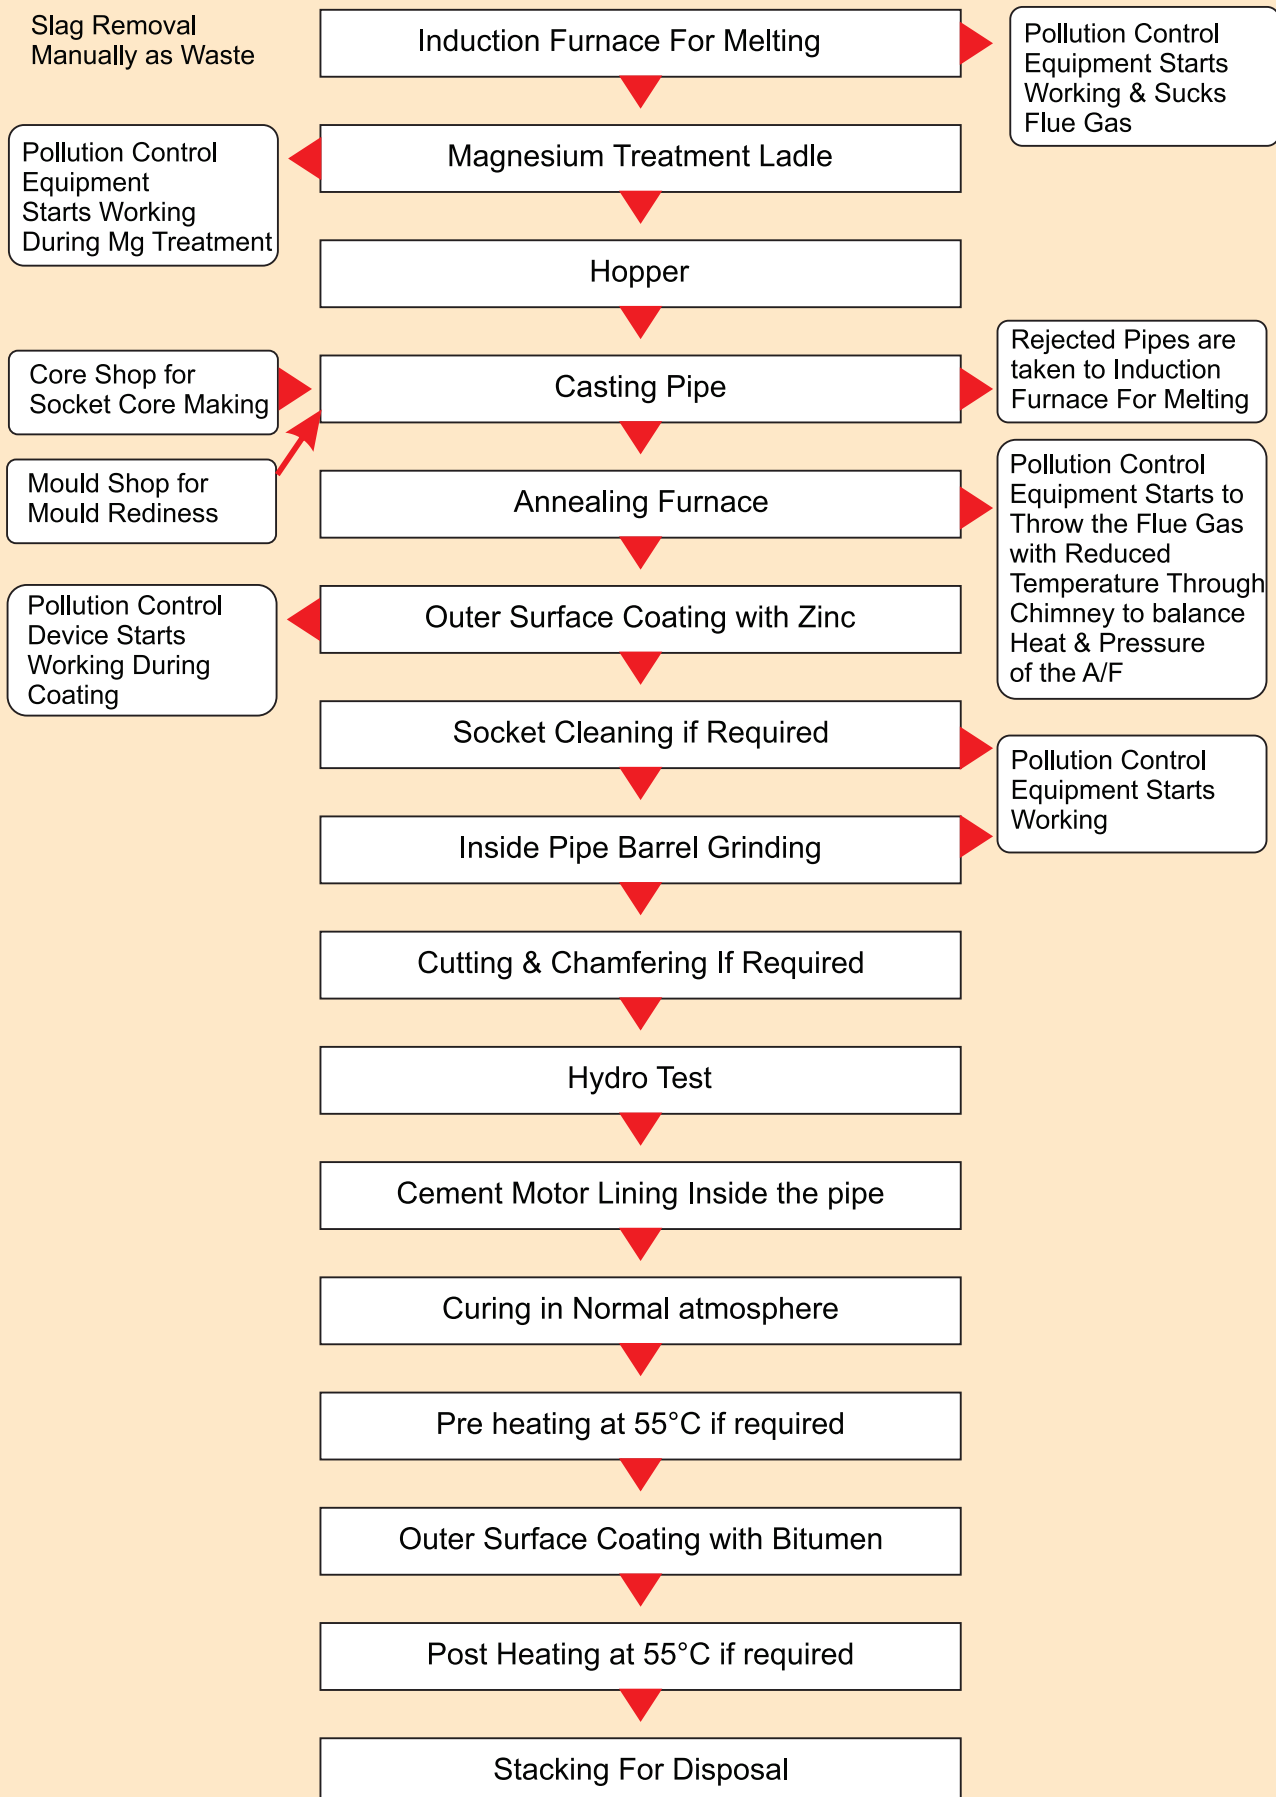 Slag Removal
Manually as Waste
Induction Furnace For Melting
Pollution Control
Equipment Starts
Working & Sucks
Flue Gas
Pollution Control
Equipment
Starts Working
During Mg Treatment
Magnesium Treatment Ladle
Hopper
Core Shop for
Socket Core Making
Casting Pipe
Rejected Pipes are
taken to Induction
Furnace For Melting
Mould Shop for
Mould Rediness
Annealing Furnace
Pollution Control
Equipment Starts to
Throw the Flue Gas
with Reduced
Temperature Through
Chimney to balance
Heat & Pressure
of the A/F
Pollution Control
Device Starts
Working During
Coating
Outer Surface Coating with Zinc
Socket Cleaning if Required
Pollution Control
Equipment Starts
Working
Inside Pipe Barrel Grinding
Cutting & Chamfering If Required
Hydro Test
Cement Motor Lining Inside the pipe
Curing in Normal atmosphere
Pre heating at 55°C if required
Outer Surface Coating with Bitumen
Post Heating at 55°C if required
Stacking For Disposal